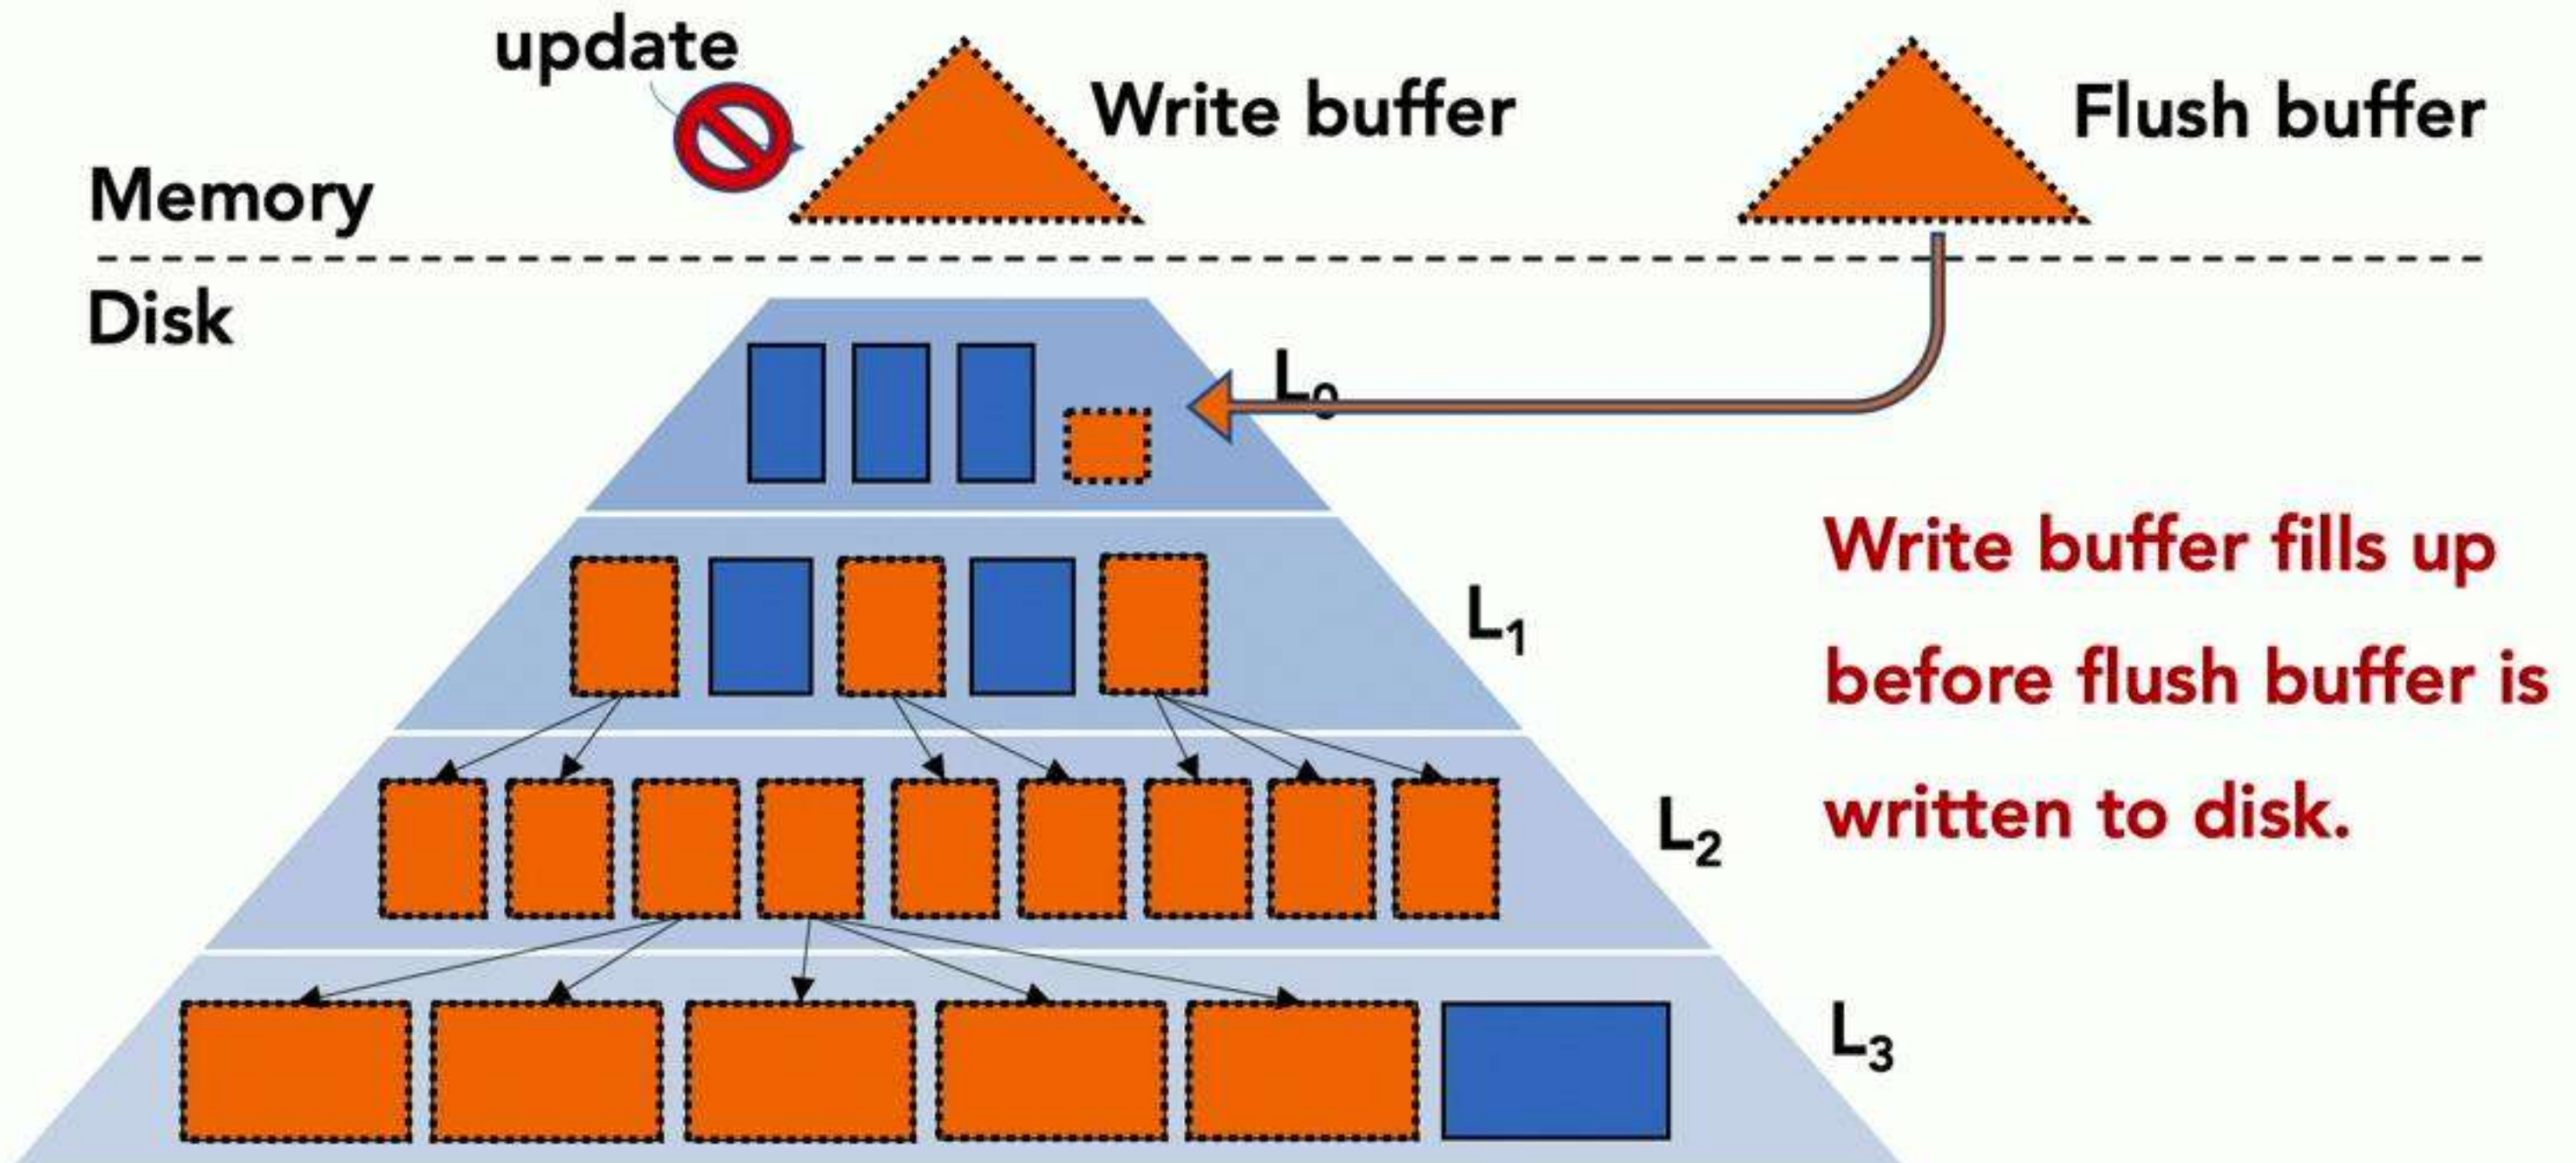 update
Write buffer
Flush buffer
Memory
Disk
L₀
L₁
L₂
L₃
Write buffer fills up
before flush buffer is
written to disk.